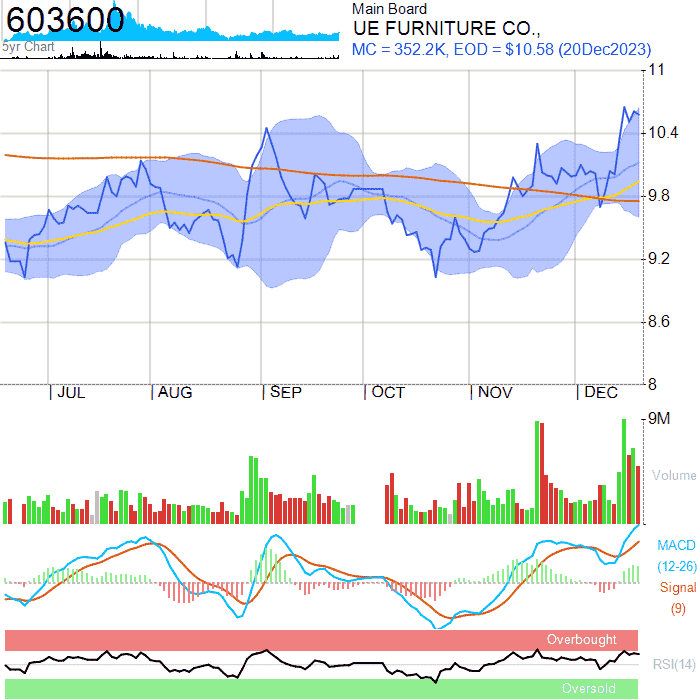 603600
5yr Chart
Main Board
UE FURNITURE CO.,
MC = 352.2K, EOD = $10.58 (20Dec2023)
11
10.4
9.8
9.2
8.6
8
JUL
AUG
SEP
OCT
NOV
DEC
9M
Volume
MACD
(12-26)
Signal
(9)
Overbought
RSI(14)
Oversold